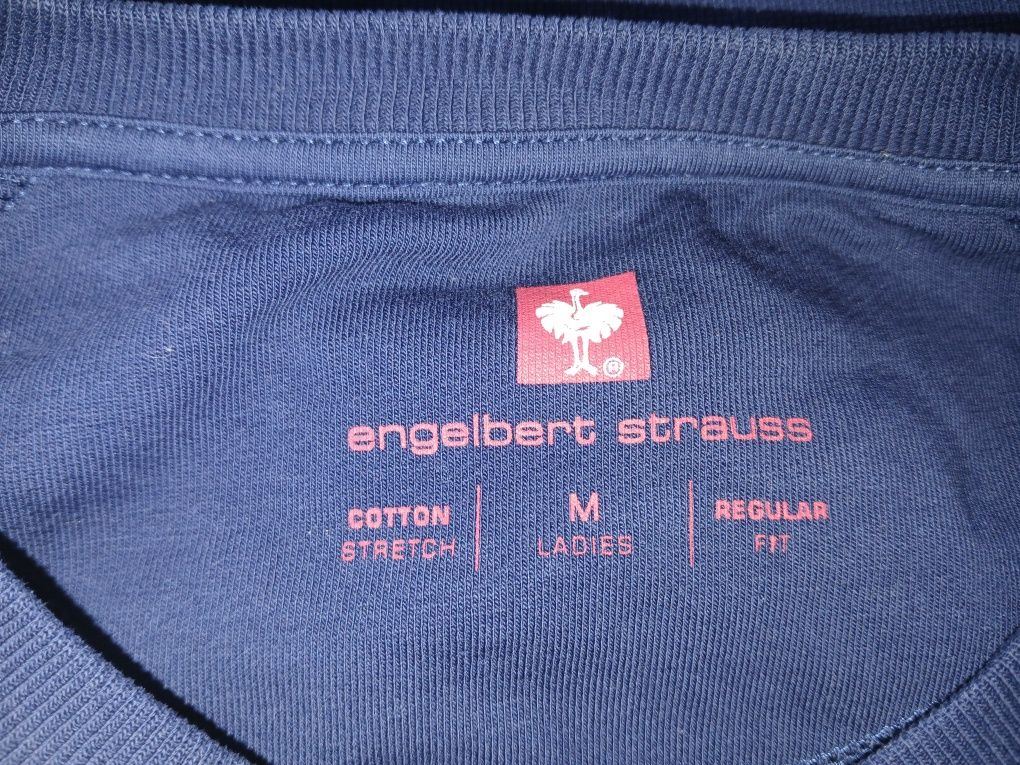 ®
engelbert strauss
COTTON STRETCH
M LADIES
REGULAR FIT